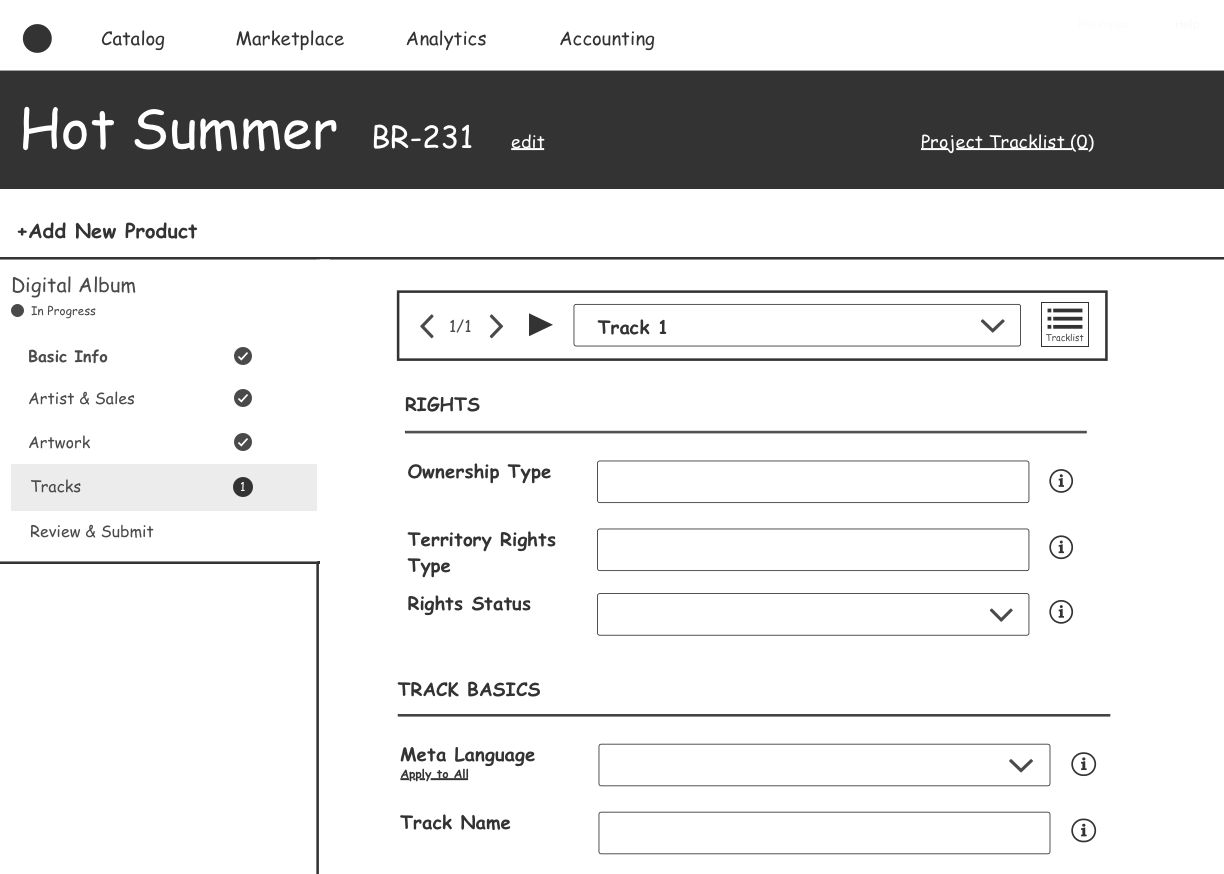 Catalog Marketplace Analytics Accounting
Hot Summer BR-231 edit Project Tracklist (0)
+Add New Product
Digital Album
In Progress
Basic Info
Artist & Sales
Artwork
Tracks 1
Review & Submit
1/1 Track 1 Tracklist
RIGHTS
Ownership Type
Territory Rights
Type
Rights Status
TRACK BASICS
Meta Language
Apply to All
Track Name